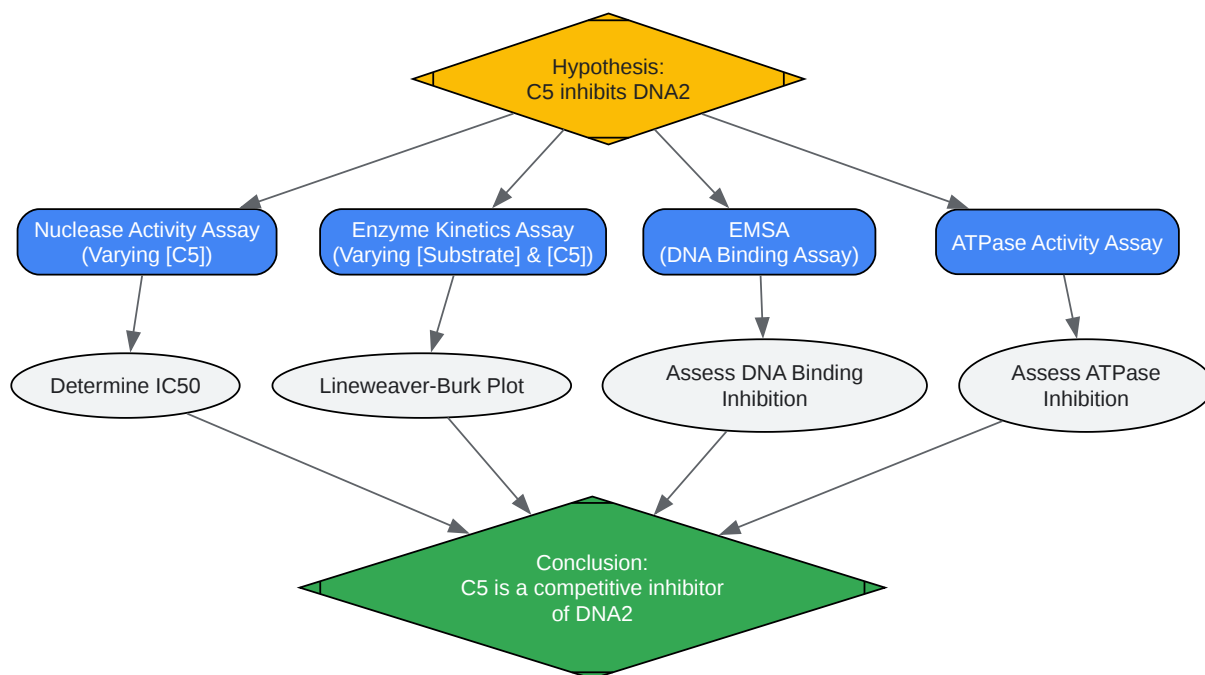 Hypothesis:
C5 inhibits DNA2
Nuclease Activity Assay
(Varying [C5])
Enzyme Kinetics Assay
(Varying [Substrate] & [C5])
EMSA
(DNA Binding Assay)
ATPase Activity Assay
Determine IC50
Lineweaver-Burk Plot
Assess DNA Binding
Inhibition
Assess ATPase
Inhibition
Conclusion:
C5 is a competitive inhibitor
of DNA2